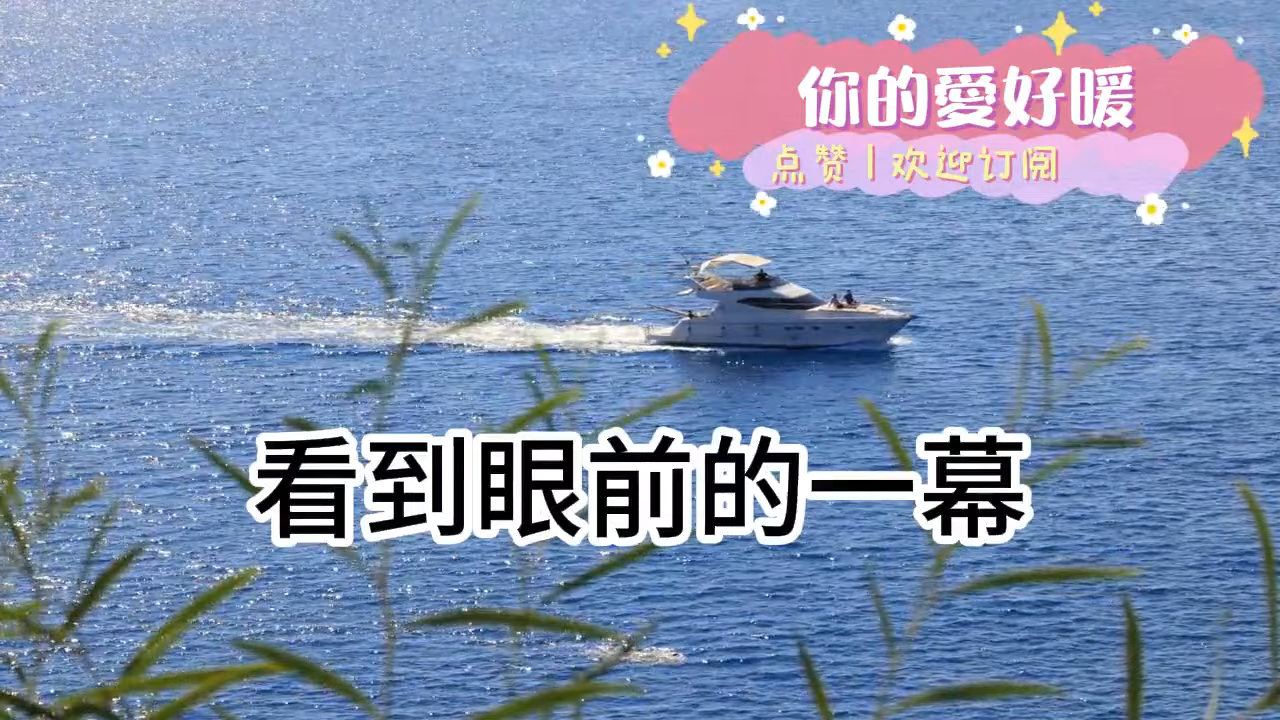 你的愛好暖
点赞丨欢迎订阅
看到眼前的一幕